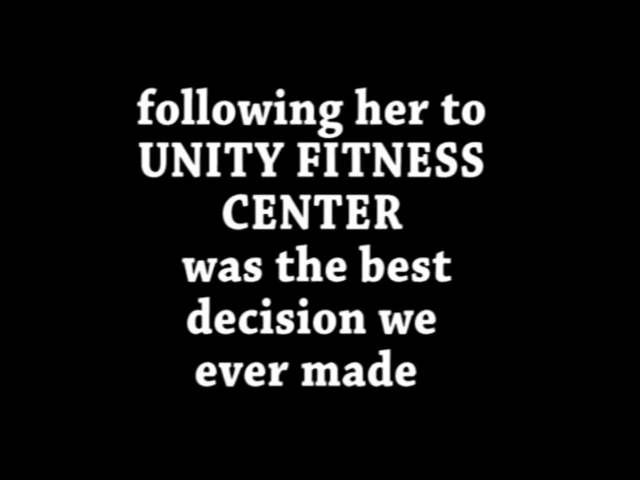 following her to
UNITY FITNESS
CENTER
was the best
decision we
ever made